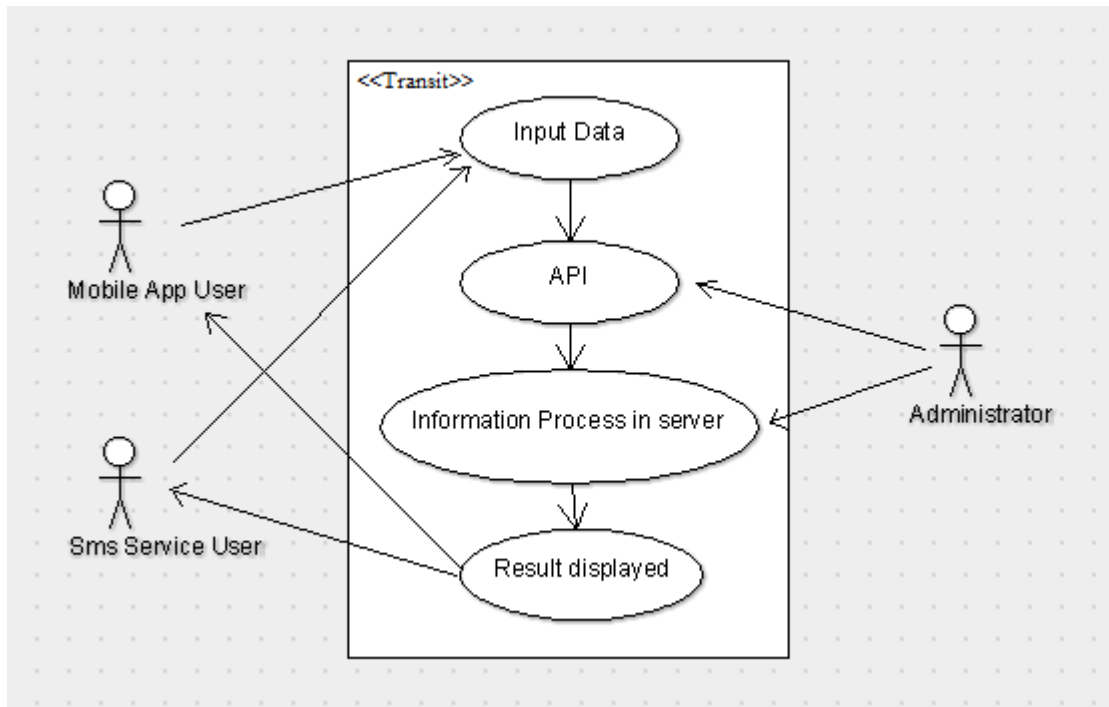 <<Transit>>
Input Data
Mobile App User
API
Administrator
Information Process in server
Sms Service User
Result displayed